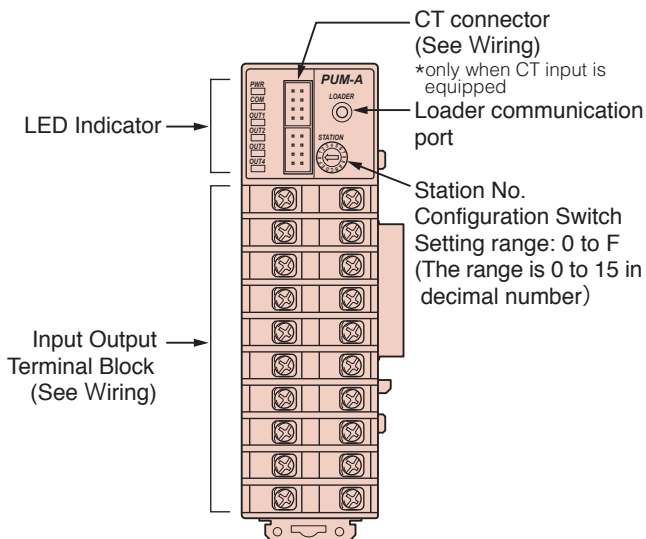 CT connector
(See Wiring)
*only when CT input is
equipped
PUM-A
PWR
COM
OUT1
OUT2
OUT3
OUT4
LOADER
STATION
LED Indicator
Loader communication
port
Station No.
Configuration Switch
Setting range: 0 to F
(The range is 0 to 15 in
decimal number)
Input Output
Terminal Block
(See Wiring)